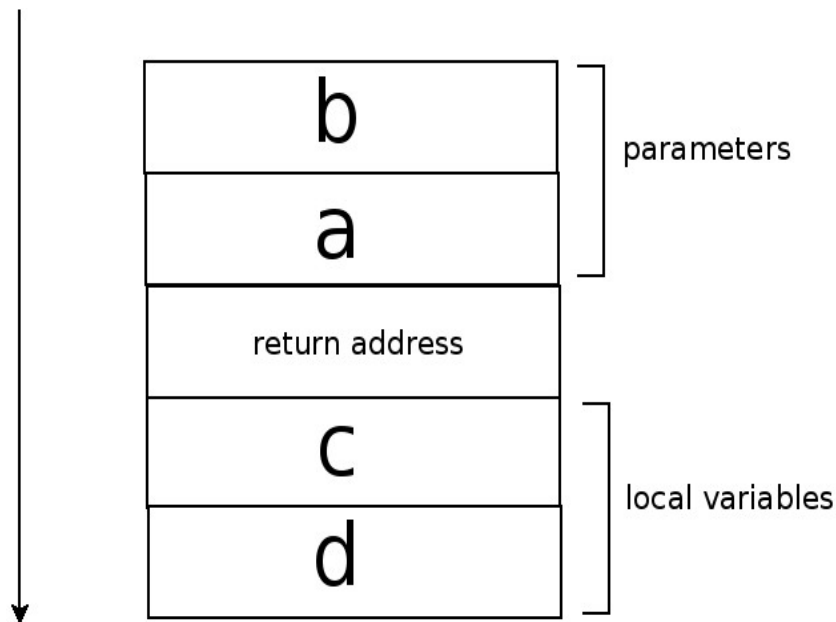 b
parameters
a
return address
c
local variables
d